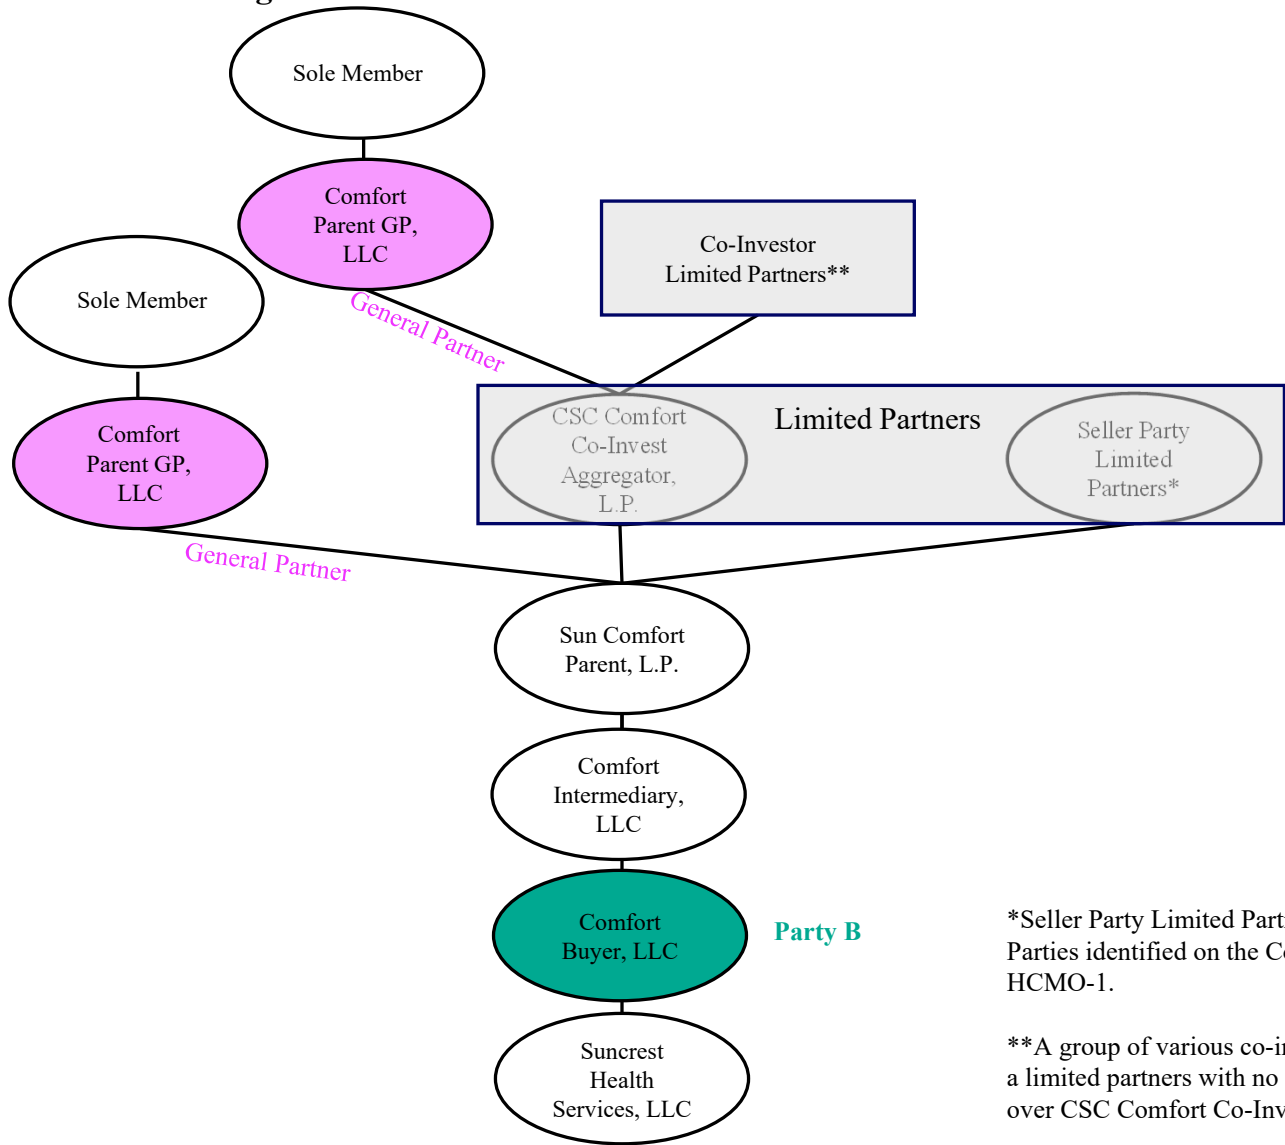 Sole Member
Comfort
Parent GP,
LLC
Co-Investor
Limited Partners**
Sole Member
General Partner
Comfort
Parent GP,
LLC
CSC Comfort
Co-Invest
Aggregator,
L.P.
Limited Partners
Seller Party
Limited
Partners*
General Partner
Sun Comfort
Parent, L.P.
Comfort
Intermediary,
LLC
Comfort
Buyer, LLC
Party B
*Seller Party Limited
Parties identified on the
HCMO-1.
**A group of various
a limited partners with no
over CSC Comfort
Suncrest
Health
Services, LLC